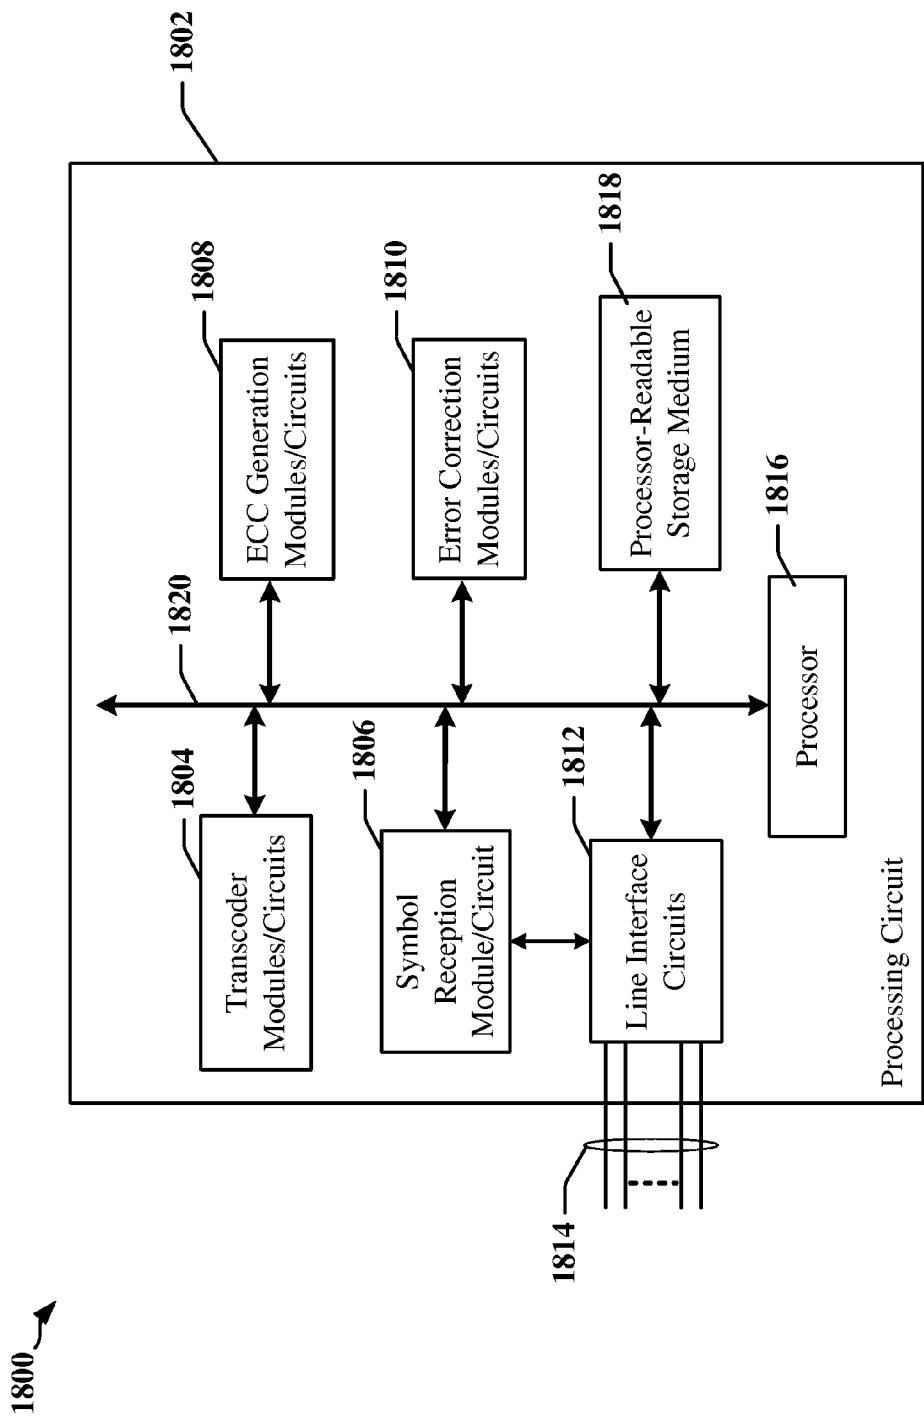 1800
1802
1804
Transcoder
Modules/Circuits
1820
1808
ECC Generation
Modules/Circuits
1806
Symbol
Reception
Module/Circuit
1810
Error Correction
Modules/Circuits
1812
Line Interface
Circuits
1814
1818
Processor-Readable
Storage Medium
1816
Processor
Processing Circuit